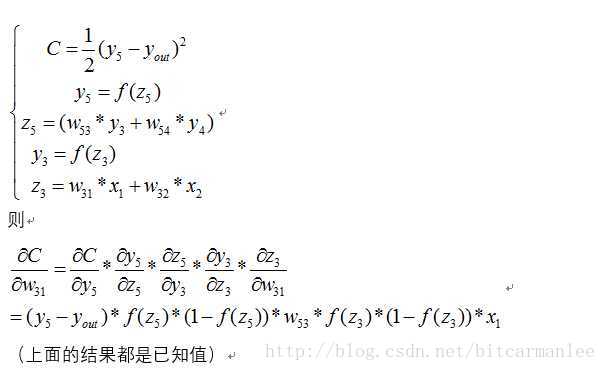 C = 1/2 (y₅ − y_out)²
y₅ = f(z₅)
z₅ = (w₅₃ * y₃ + w₅₄ * y₄)
y₃ = f(z₃)
z₃ = w₃₁ * x₁ + w₃₂ * x₂
则
∂C/∂w₃₁ = ∂C/∂y₅ * ∂y₅/∂z₅ * ∂z₅/∂y₃ * ∂y₃/∂z₃ * ∂z₃/∂w₃₁
= (y₅ − y_out) * f(z₅) * (1 − f(z₅)) * w₅₃ * f(z₃) * (1 − f(z₃)) * x₁
（上面的结果都是已知值）
http://blog.csdn.net/bitcarmanlee